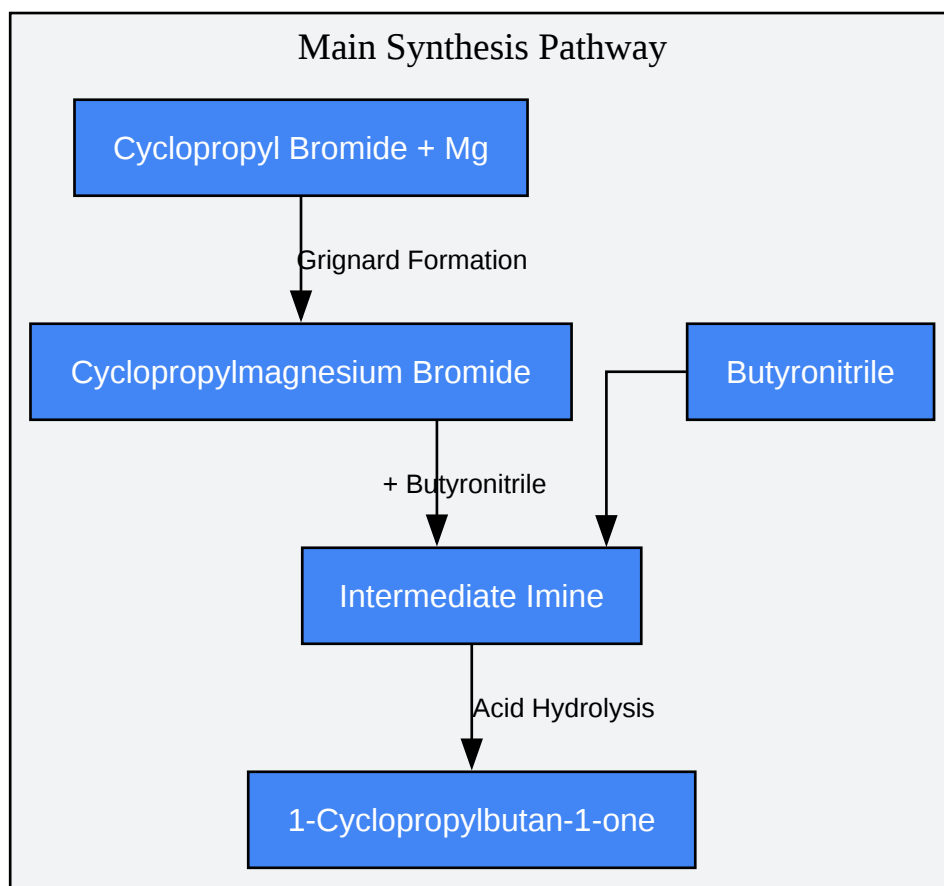 Main Synthesis Pathway
Cyclopropyl Bromide + Mg
Grignard Formation
Cyclopropylmagnesium Bromide
Butyronitrile
+ Butyronitrile
Intermediate Imine
Acid Hydrolysis
1-Cyclopropylbutan-1-one